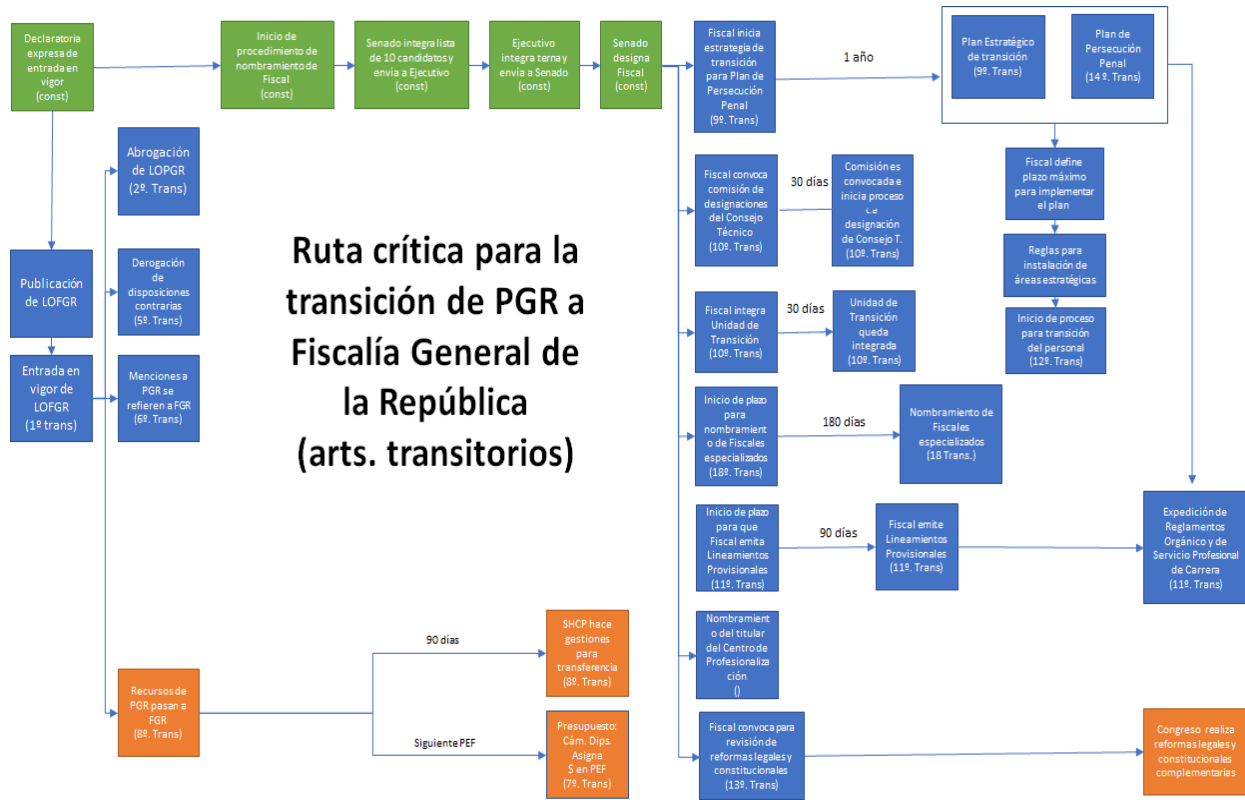 Declaratoria
expresa de
entrada en
vigor
(const)
Inicio de
procedimiento de
nombramiento de
Fiscal
(const)
Senado integra lista
de 10 candidatos y
envía a Ejecutivo
(const)
Ejecutivo
integra terna y
envía a Senado
(const)
Senado
designa
Fiscal
(const)
Fiscal inicia
estrategia de
transición
para Plan de
Persecución
Penal
(9º. Trans)
1 año
Plan Estratégico
de transición
(9º. Trans)
Plan de
Persecución
Penal
(14 º. Trans)
Abrogación
de LOPGR
(2º. Trans)
Publicación
de LOFGR
Derogación
de
disposiciones
contrarias
(5º. Trans)
Entrada en
vigor de
LOFGR
(1º trans)
Menciones a
PGR se
refieren a FGR
(6º. Trans)
Ruta crítica para la
transición de PGR a
Fiscalía General de
la República
(arts. transitorios)
Fiscal convoca
comisión de
designaciones
del Consejo
Técnico
(10º. Trans)
30 días
Comisión es
convocada e
inicia proceso
designación
de Consejo T.
(10º. Trans)
Fiscal define
plazo máximo
para implementar
el plan
Reglas para
instalación de
áreas estratégicas
Inicio de proceso
para transición
del personal
(12º. Trans)
Fiscal integra
Unidad de
Transición
(10º. Trans)
30 días
Unidad de
Transición
queda
integrada
(10º. Trans)
Inicio de
plazo para
nombramient
o de Fiscales
especializados
(18º. Trans)
180 días
Nombramiento de
Fiscales
especializados
(18 Trans.)
Inicio de plazo
para que
Fiscal emita
Lineamientos
Provisionales
(11º. Trans)
90 días
Fiscal emite
Lineamientos
Provisionales
(11º. Trans)
Expedición de
Reglamentos
Orgánico y de
Servicio Profesional
de Carrera
(11º. Trans)
Nombramient
o del titular
del Centro de
Profesionaliz
ación
()
Recursos de
PGR pasan a
FGR
(8º. Trans)
90 días
SHCP hace
gestiones
para
transferencia
(8º. Trans)
Siguiente PEF
Presupuesto:
Cám. Dips.
Asigna
$ en PEF
(7º. Trans)
Fiscal convoca para
revisión de
reformas legales y
constitucionales
(13º. Trans)
Congreso realiza
reformas legales y
constitucionales
complementarias